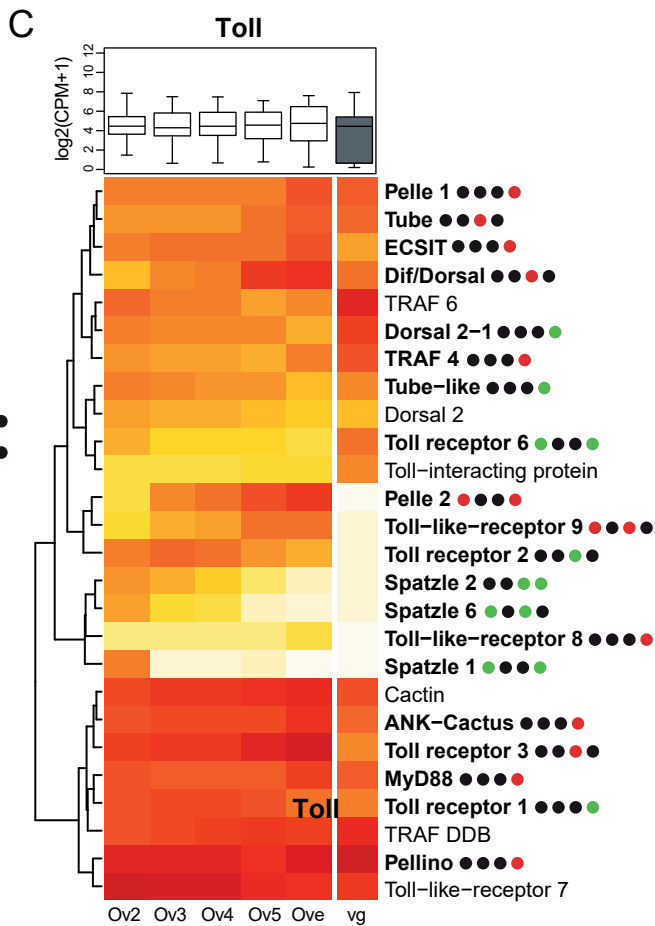 C
Toll
log2(CPM+1)
12
10
8
6
4
2
0
Pelle 1
Tube
ECSIT
Dif/Dorsal
TRAF 6
Dorsal 2−1
TRAF 4
Tube−like
Dorsal 2
Toll receptor 6
Toll−interacting protein
Pelle 2
Toll−like−receptor 9
Toll receptor 2
Spatzle 2
Spatzle 6
Toll−like−receptor 8
Spatzle 1
Cactin
ANK−Cactus
Toll receptor 3
MyD88
Toll receptor 1
Toll
TRAF DDB
Pellino
Toll−like−receptor 7
Ov2 Ov3 Ov4 Ov5 Ove vg